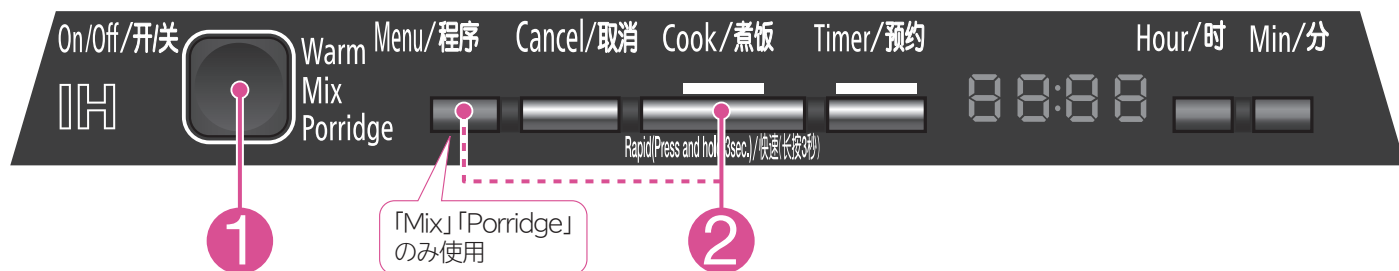 On/Off/开/关
IH
Warm
Mix
Porridge
Menu/程序
Cancel/取消
Cook/煮饭
Timer/预约
88:88
Hour/时
Min/分
Rapid(Press and hold 3sec.)/快速(长按3秒)
「Mix」「Porridge」
のみ使用
1
2